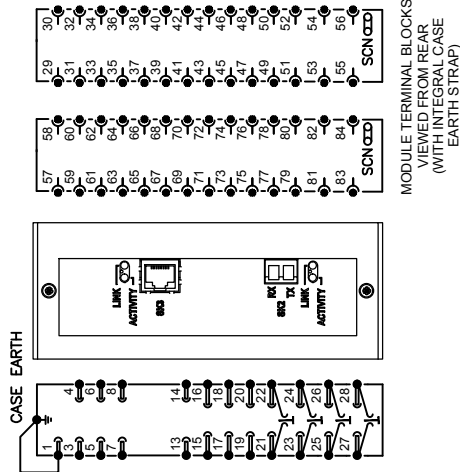 30 32 34 36 38 40 42 44 46 48 50 52 54 56
29 31 33 35 37 39 41 43 45 47 49 51 53 55
SCN
58 60 62 64 66 68 70 72 74 76 78 80 82 84
57 59 61 63 65 67 69 71 73 75 77 79 81 83
SCN
LINK
ACTIVITY
SK3
RX
SK2
TX
LINK
ACTIVITY
CASE EARTH
4 6 8 14 16 18 20 22 24 26 28
1 3 5 7 13 15 17 19 21 23 25 27
MODULE TERMINAL BLOCKS
VIEWED FROM REAR
(WITH INTEGRAL CASE
EARTH STRAP)